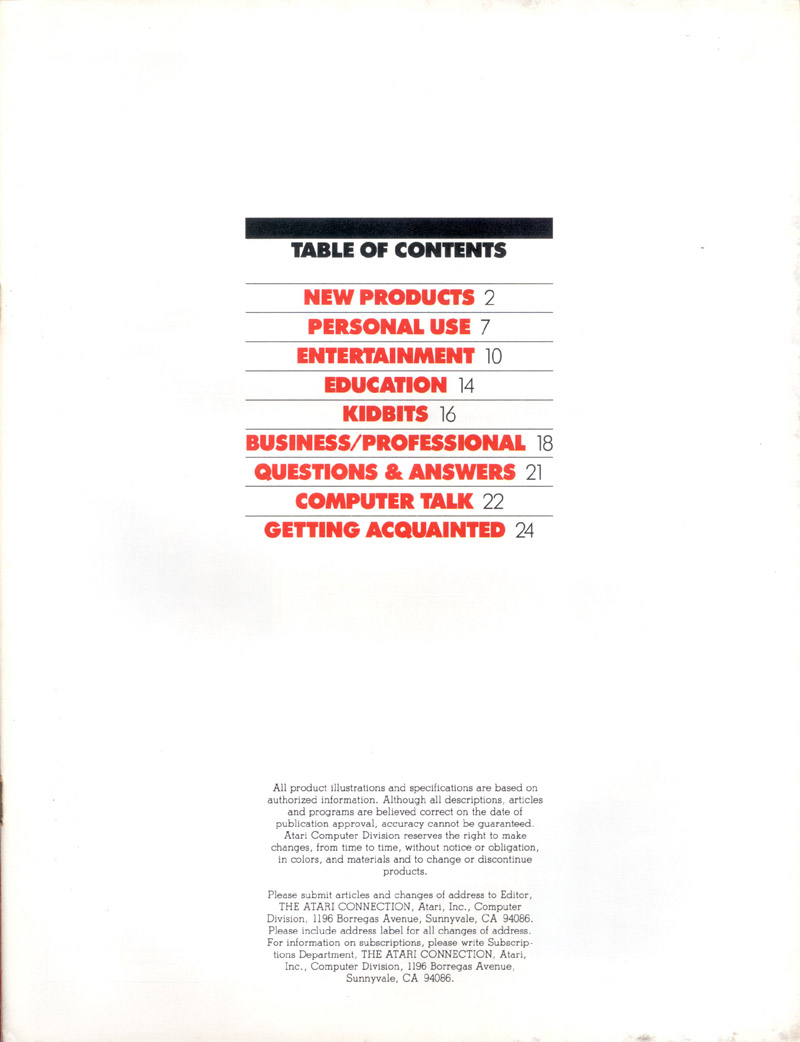 TABLE OF CONTENTS
NEW PRODUCTS 2
PERSONAL USE 7
ENTERTAINMENT 10
EDUCATION 14
KIDBITS 16
BUSINESS/PROFESSIONAL 18
QUESTIONS & ANSWERS 21
COMPUTER TALK 22
GETTING ACQUAINTED 24
All product illustrations and specifications are based on
authorized information. Although all descriptions, articles
and programs are believed correct on the date of
publication approval, accuracy cannot be guaranteed.
Atari Computer Division reserves the right to make
changes, from time to time, without notice or obligation,
in colors, and materials and to change or discontinue
products.
Please submit articles and changes of address to Editor,
THE ATARI CONNECTION, Atari, Inc., Computer
Division, 1196 Borregas Avenue, Sunnyvale, CA 94086.
Please include address label for all changes of address.
For information on subscriptions, please write Subscrip-
tions Department, THE ATARI CONNECTION, Atari,
Inc., Computer Division, 1196 Borregas Avenue,
Sunnyvale, CA 94086.